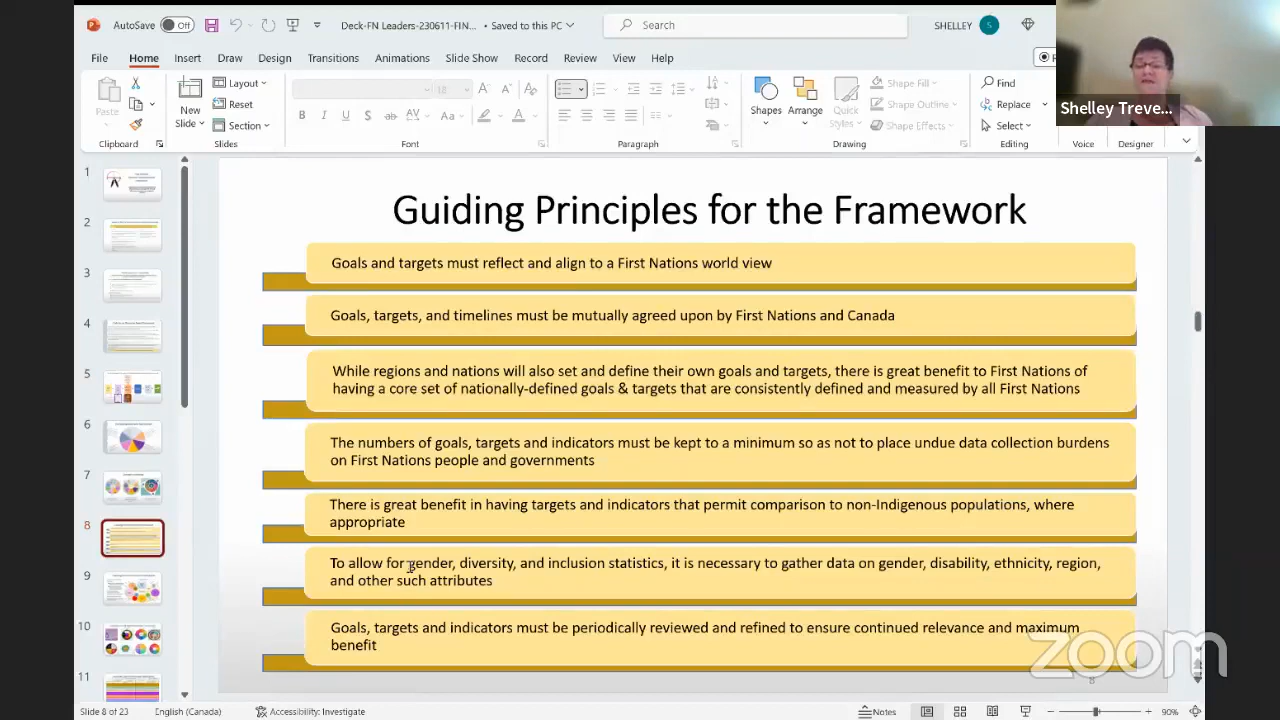 AutoSave Off Deck-FN Leaders-230611-FIN... • Saved to this PC Search SHELLEY S
File Home Insert Draw Design Transitions Animations Slide Show Record Review View Help
Paste New Slide Layout Reset Section
B I U S ab AV Aa A
Shapes Arrange Quick Styles Shape Fill Shape Outline Shape Effects
Find Replace Select
Clipboard Slides Font Paragraph Drawing Editing Voice Designer
Shelley Treve...
1
2
3
4
5
6
7
8
9
10
11
Guiding Principles for the Framework
Goals and targets must reflect and align to a First Nations world view
Goals, targets, and timelines must be mutually agreed upon by First Nations and Canada
While regions and nations will also set and define their own goals and targets, there is great benefit to First Nations of
having a core set of nationally-defined goals & targets that are consistently defined and measured by all First Nations
The numbers of goals, targets and indicators must be kept to a minimum so as not to place undue data collection burdens
on First Nations people and governments
There is great benefit in having targets and indicators that permit comparison to non-Indigenous populations, where
appropriate
To allow for gender, diversity, and inclusion statistics, it is necessary to gather data on gender, disability, ethnicity, region,
and other such attributes
Goals, targets and indicators must be periodically reviewed and refined to ensure continued relevance and maximum
benefit
zoom
8
Slide 8 of 23 English (Canada) Accessibility: Investigate Notes 90%